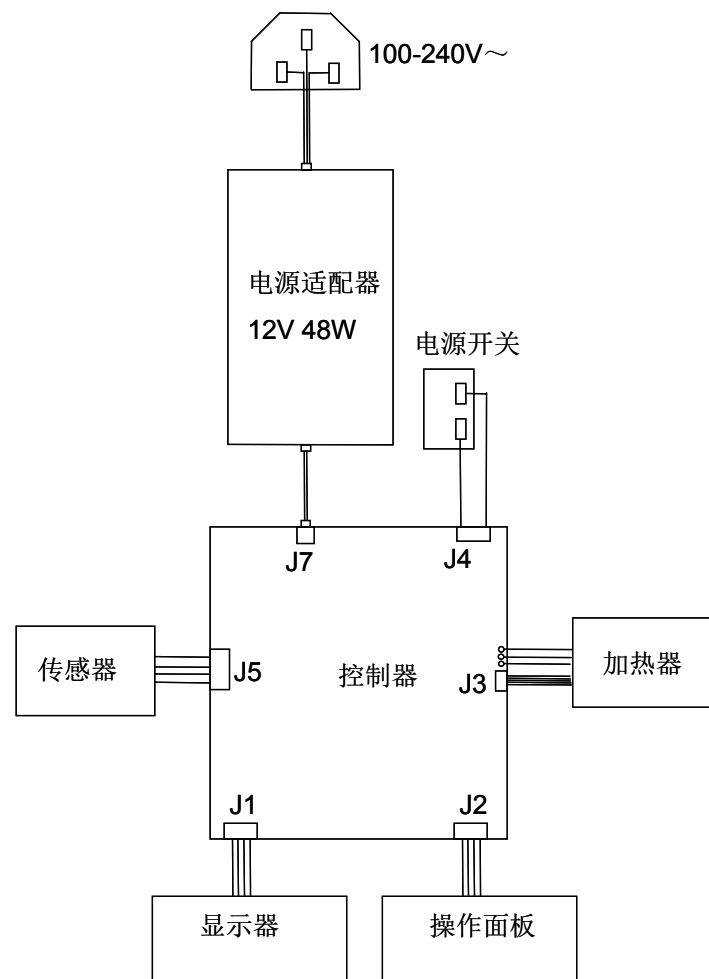 100-240V～
电源适配器
12V 48W
电源开关
J7
J4
传感器
J5
控制器
J3
加热器
J1
J2
显示器
操作面板